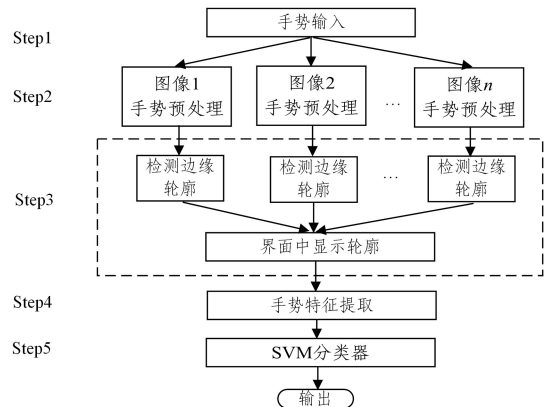 Step1
手势输入
Step2
图像1
手势预处理
图像2
手势预处理
…
图像n
手势预处理
Step3
检测边缘
轮廓
检测边缘
轮廓
…
检测边缘
轮廓
界面中显示轮廓
Step4
手势特征提取
Step5
SVM分类器
输出